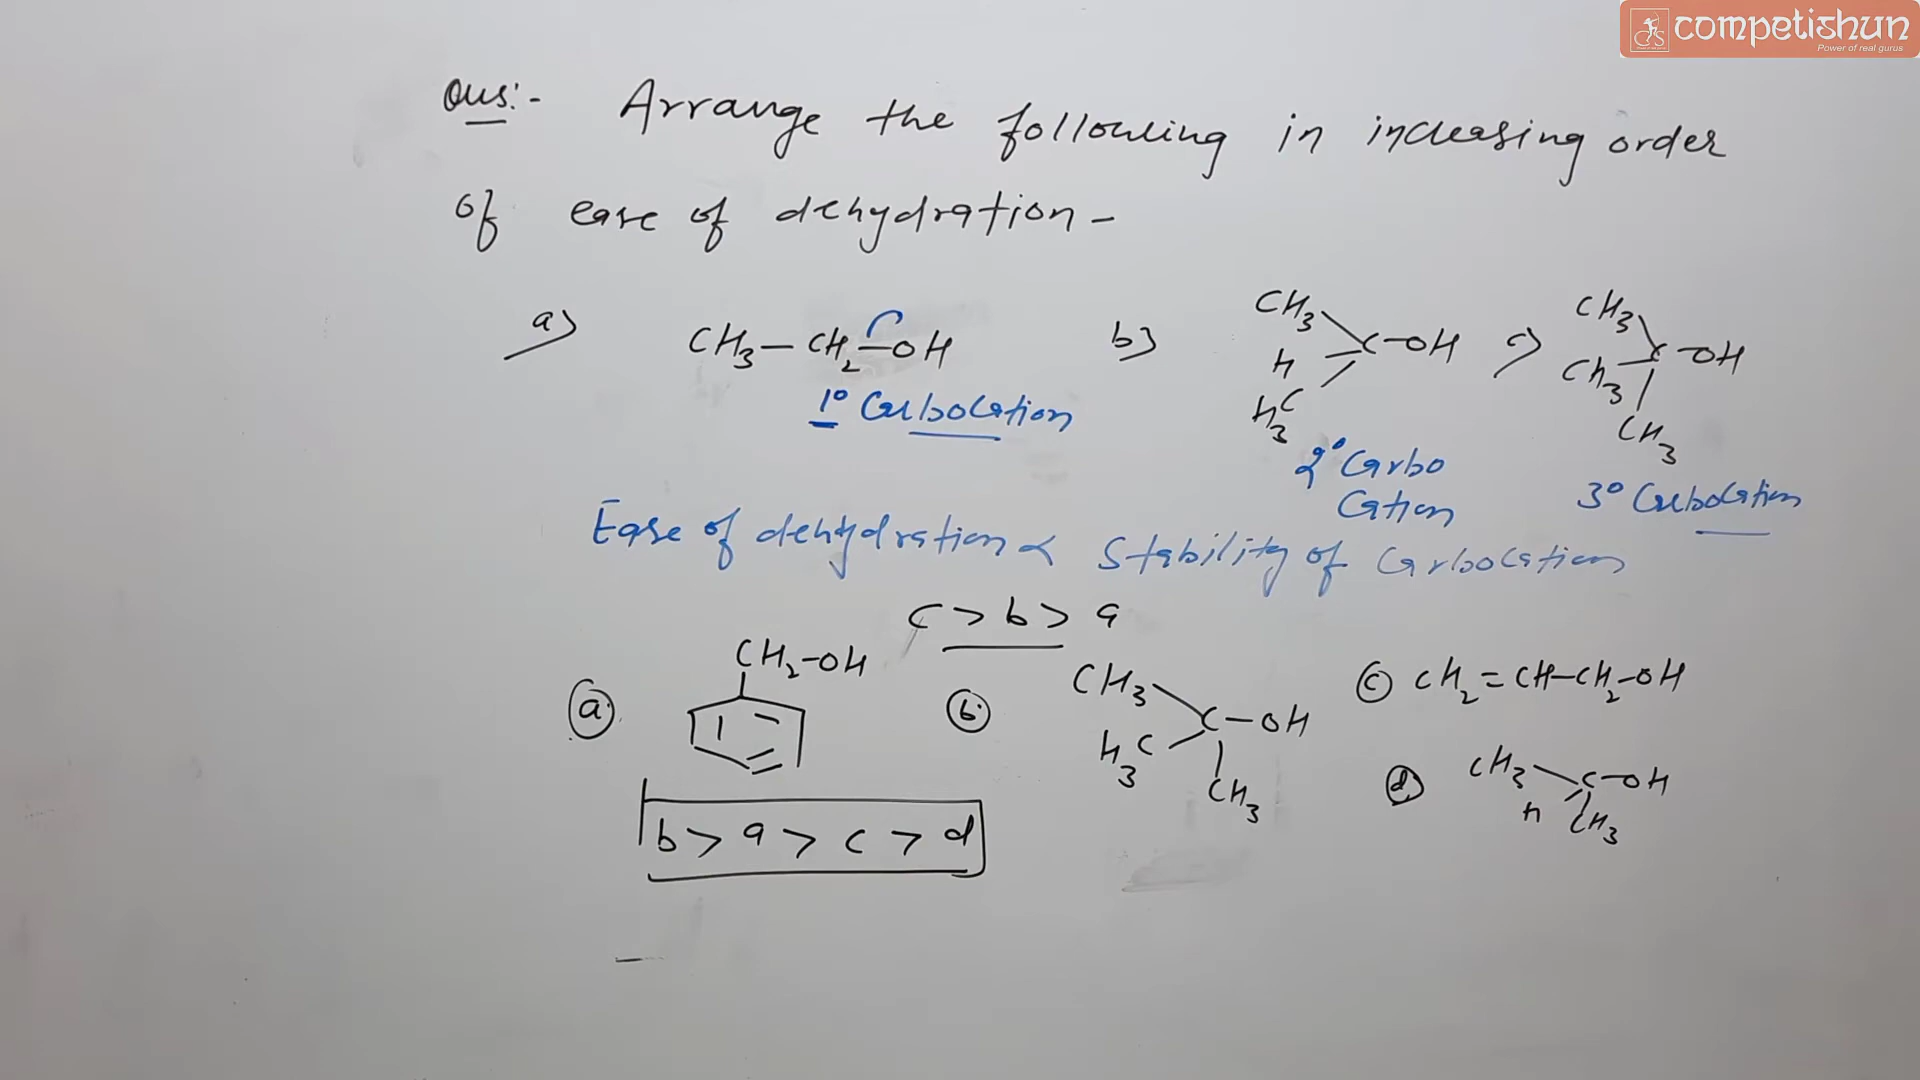 competishun
Power of real gurus
Ques:- Arrange the following in increasing order
of ease of dehydration -
a) CH3-CH2-OH b) CH3 H H3C C-OH c) CH3 CH3 CH3 C-OH
1° Carbocation
2° Carbo
Cation
3° Carbocation
Ease of dehydration ∝ Stability of Carbocation
c > b > a
(a) CH2-OH
(b) CH3 H3C CH3 C-OH
(c) CH2=CH-CH2-OH
(d) CH3 H CH3 C-OH
b > a > c > d